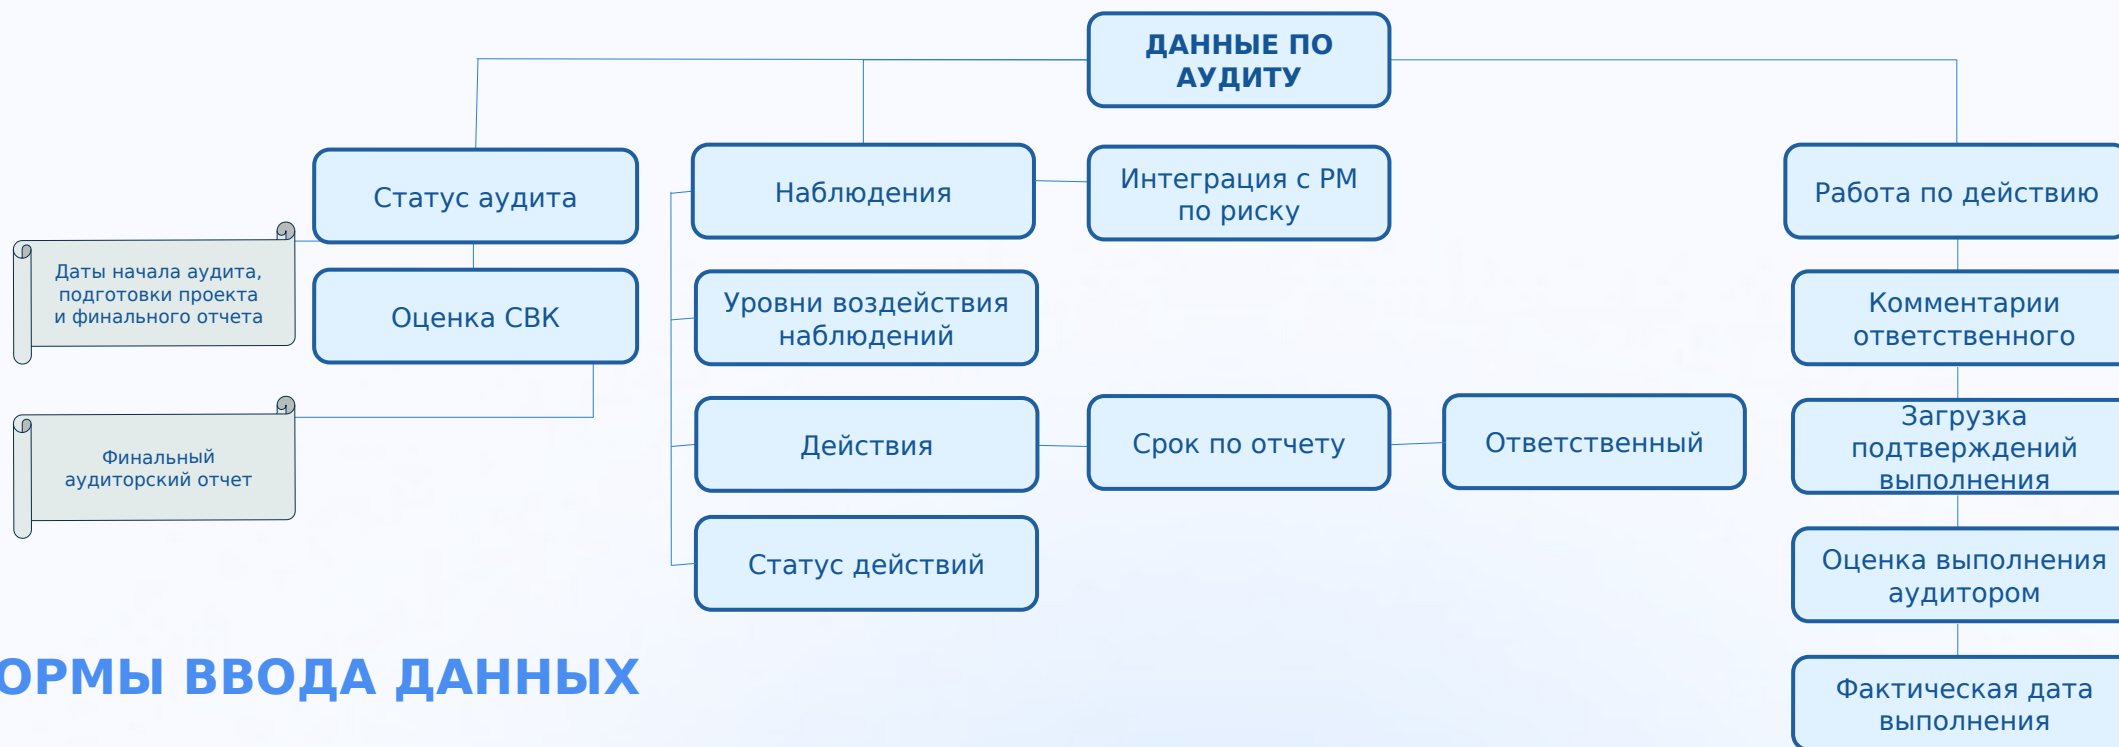 ДАННЫЕ ПО
АУДИТУ
Статус аудита
Наблюдения
Интеграция с РМ
по риску
Работа по действию
Даты начала аудита,
подготовки проекта
и финального отчета
Оценка СВК
Уровни воздействия
наблюдений
Комментарии
ответственного
Финальный
аудиторский отчет
Действия
Срок по отчету
Ответственный
Загрузка
подтверждений
выполнения
Статус действий
Оценка выполнения
аудитором
ОРМЫ ВВОДА ДАННЫХ
Фактическая дата
выполнения